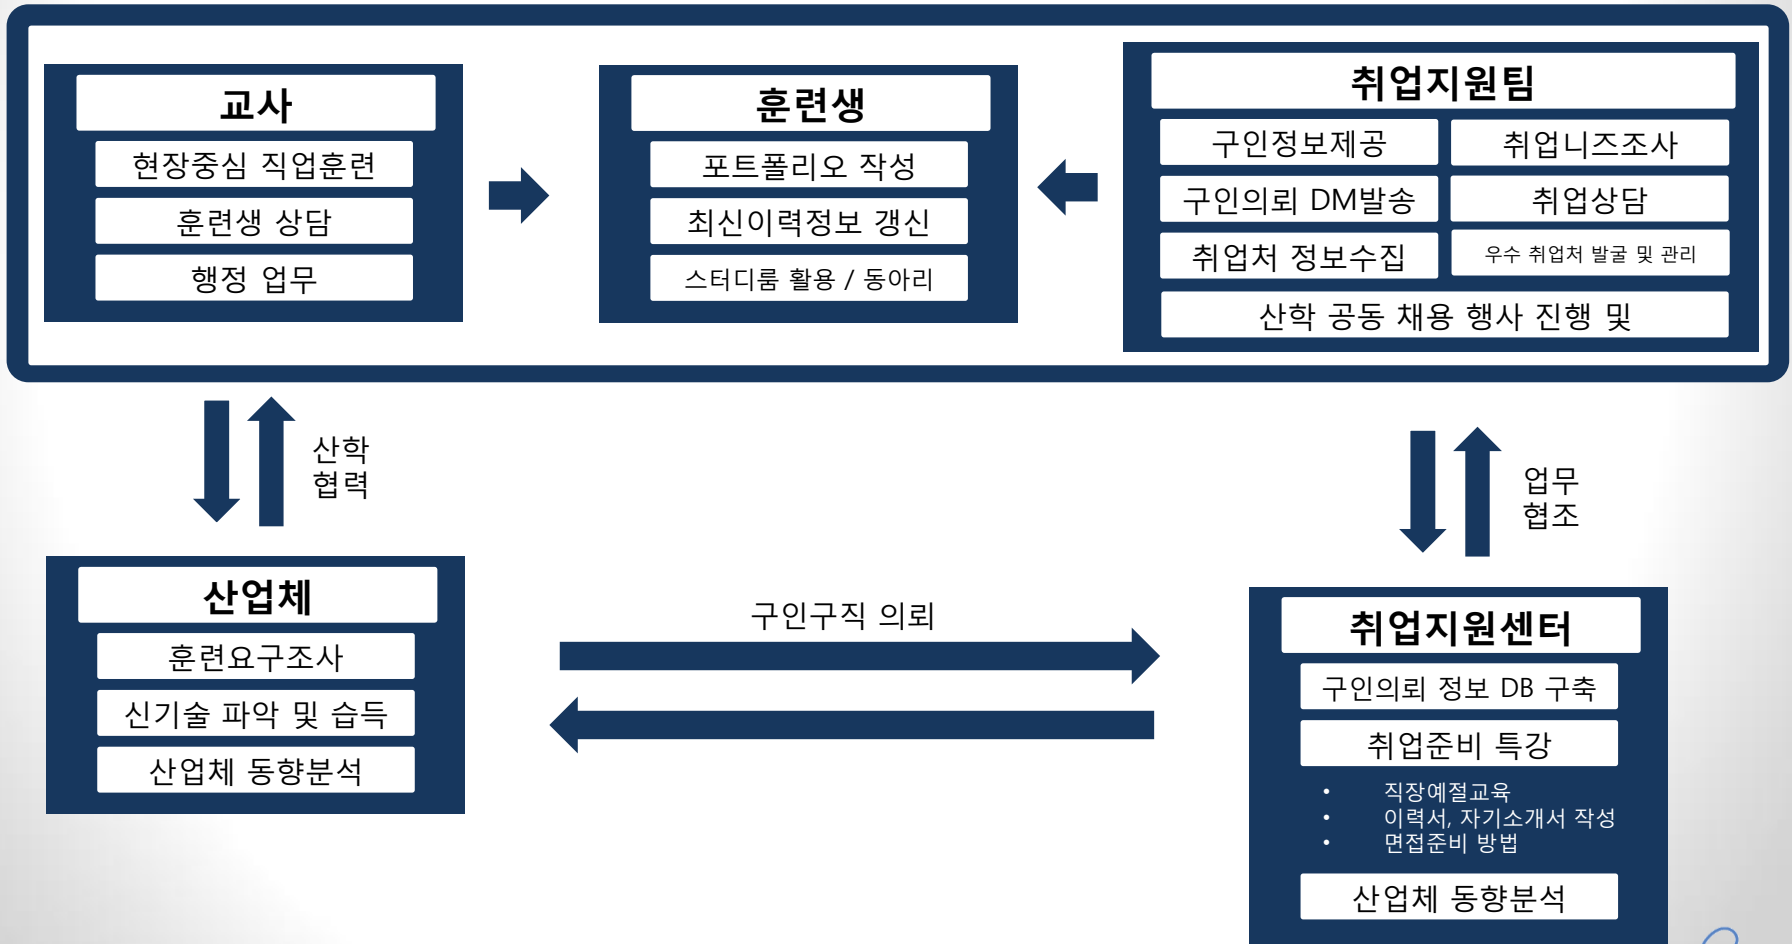 교사
현장중심 직업훈련
훈련생 상담
행정 업무
훈련생
포트폴리오 작성
최신이력정보 갱신
스터디룸 활용 / 동아리
취업지원팀
구인정보제공
취업니즈조사
구인의뢰 DM발송
취업상담
취업처 정보수집
우수 취업처 발굴 및 관리
산학 공동 채용 행사 진행 및
산학
협력
업무
협조
산업체
훈련요구조사
신기술 파악 및 습득
산업체 동향분석
구인구직 의뢰
취업지원센터
구인의뢰 정보 DB 구축
취업준비 특강
• 직장예절교육
• 이력서, 자기소개서 작성
• 면접준비 방법
산업체 동향분석